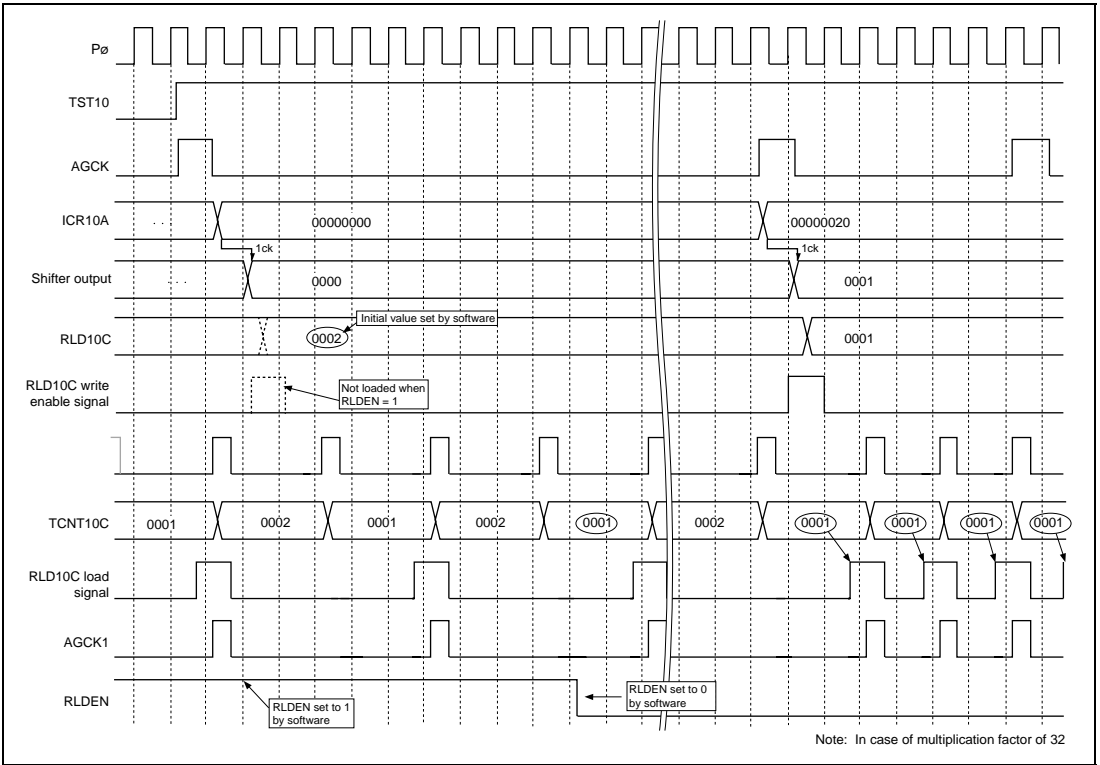 Pø
TST10
AGCK
ICR10A
. .
00000000
00000020
1ck
1ck
Shifter output
. . .
0000
0001
Initial value set by software
RLD10C
0002
0001
RLD10C write
enable signal
Not loaded when
RLDEN = 1
TCNT10C
0001
0002
0001
0002
0001
0002
0001
0001
0001
0001
RLD10C load
signal
AGCK1
RLDEN
RLDEN set to 1
by software
RLDEN set to 0
by software
Note: In case of multiplication factor of 32